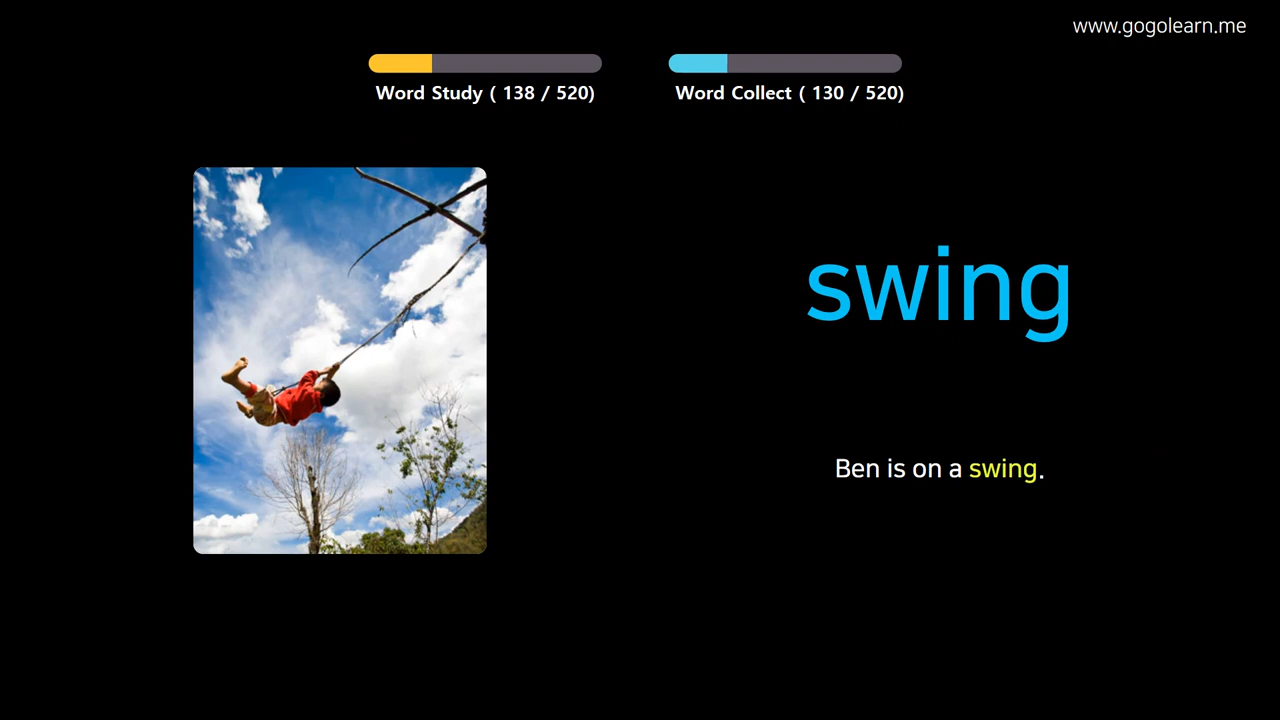 www.gogolearn.me
Word Study ( 138 / 520)
Word Collect ( 130 / 520)
swing
Ben is on a swing.